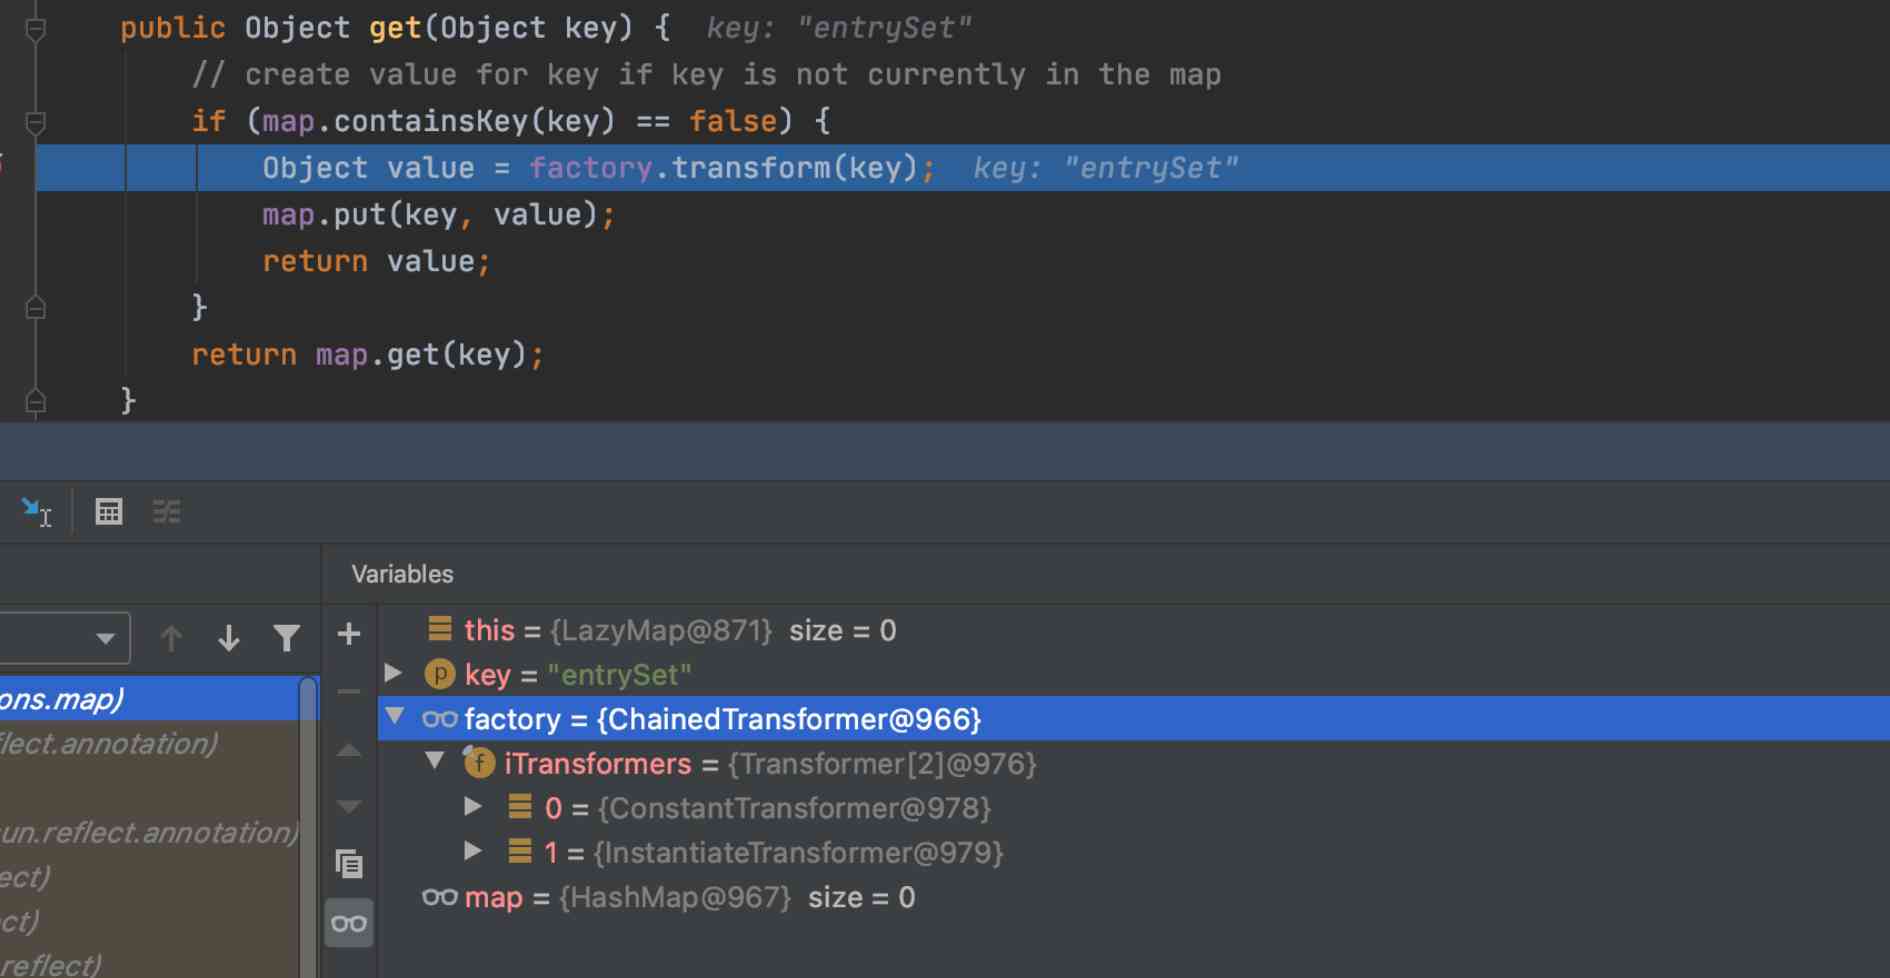 public Object get(Object key) {  key: "entrySet"
// create value for key if key is not currently in the map
if (map.containsKey(key) == false) {
Object value = factory.transform(key);  key: "entrySet"
map.put(key, value);
return value;
}
return map.get(key);
}
Variables
this = {LazyMap@871}  size = 0
key = "entrySet"
factory = {ChainedTransformer@966}
iTransformers = {Transformer[2]@976}
0 = {ConstantTransformer@978}
1 = {InstantiateTransformer@979}
map = {HashMap@967}  size = 0
ons.map)
flect.annotation)
un.reflect.annotation)
ect)
ct)
reflect)